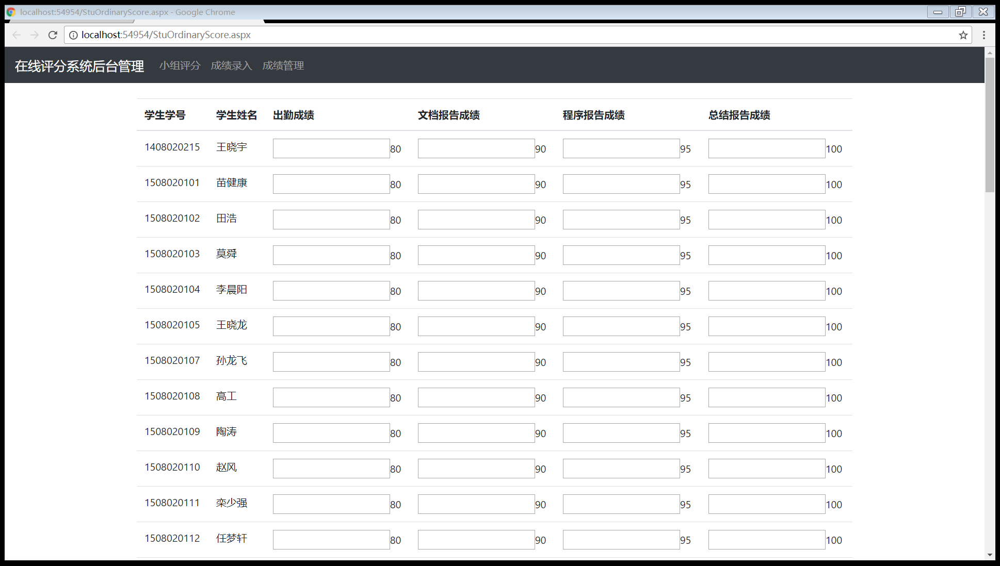 localhost:54954/StuOrdinaryScore.aspx - Google Chrome
localhost:54954/StuOrdinaryScore.aspx
在线评分系统后台管理 小组评分 成绩录入 成绩管理
学生学号 学生姓名 出勤成绩 文档报告成绩 程序报告成绩 总结报告成绩
1408020215 王晓宇 80 90 95 100
1508020101 苗健康 80 90 95 100
1508020102 田浩 80 90 95 100
1508020103 莫舜 80 90 95 100
1508020104 李晨阳 80 90 95 100
1508020105 王晓龙 80 90 95 100
1508020107 孙龙飞 80 90 95 100
1508020108 高工 80 90 95 100
1508020109 陶涛 80 90 95 100
1508020110 赵风 80 90 95 100
1508020111 栾少强 80 90 95 100
1508020112 任梦轩 80 90 95 100